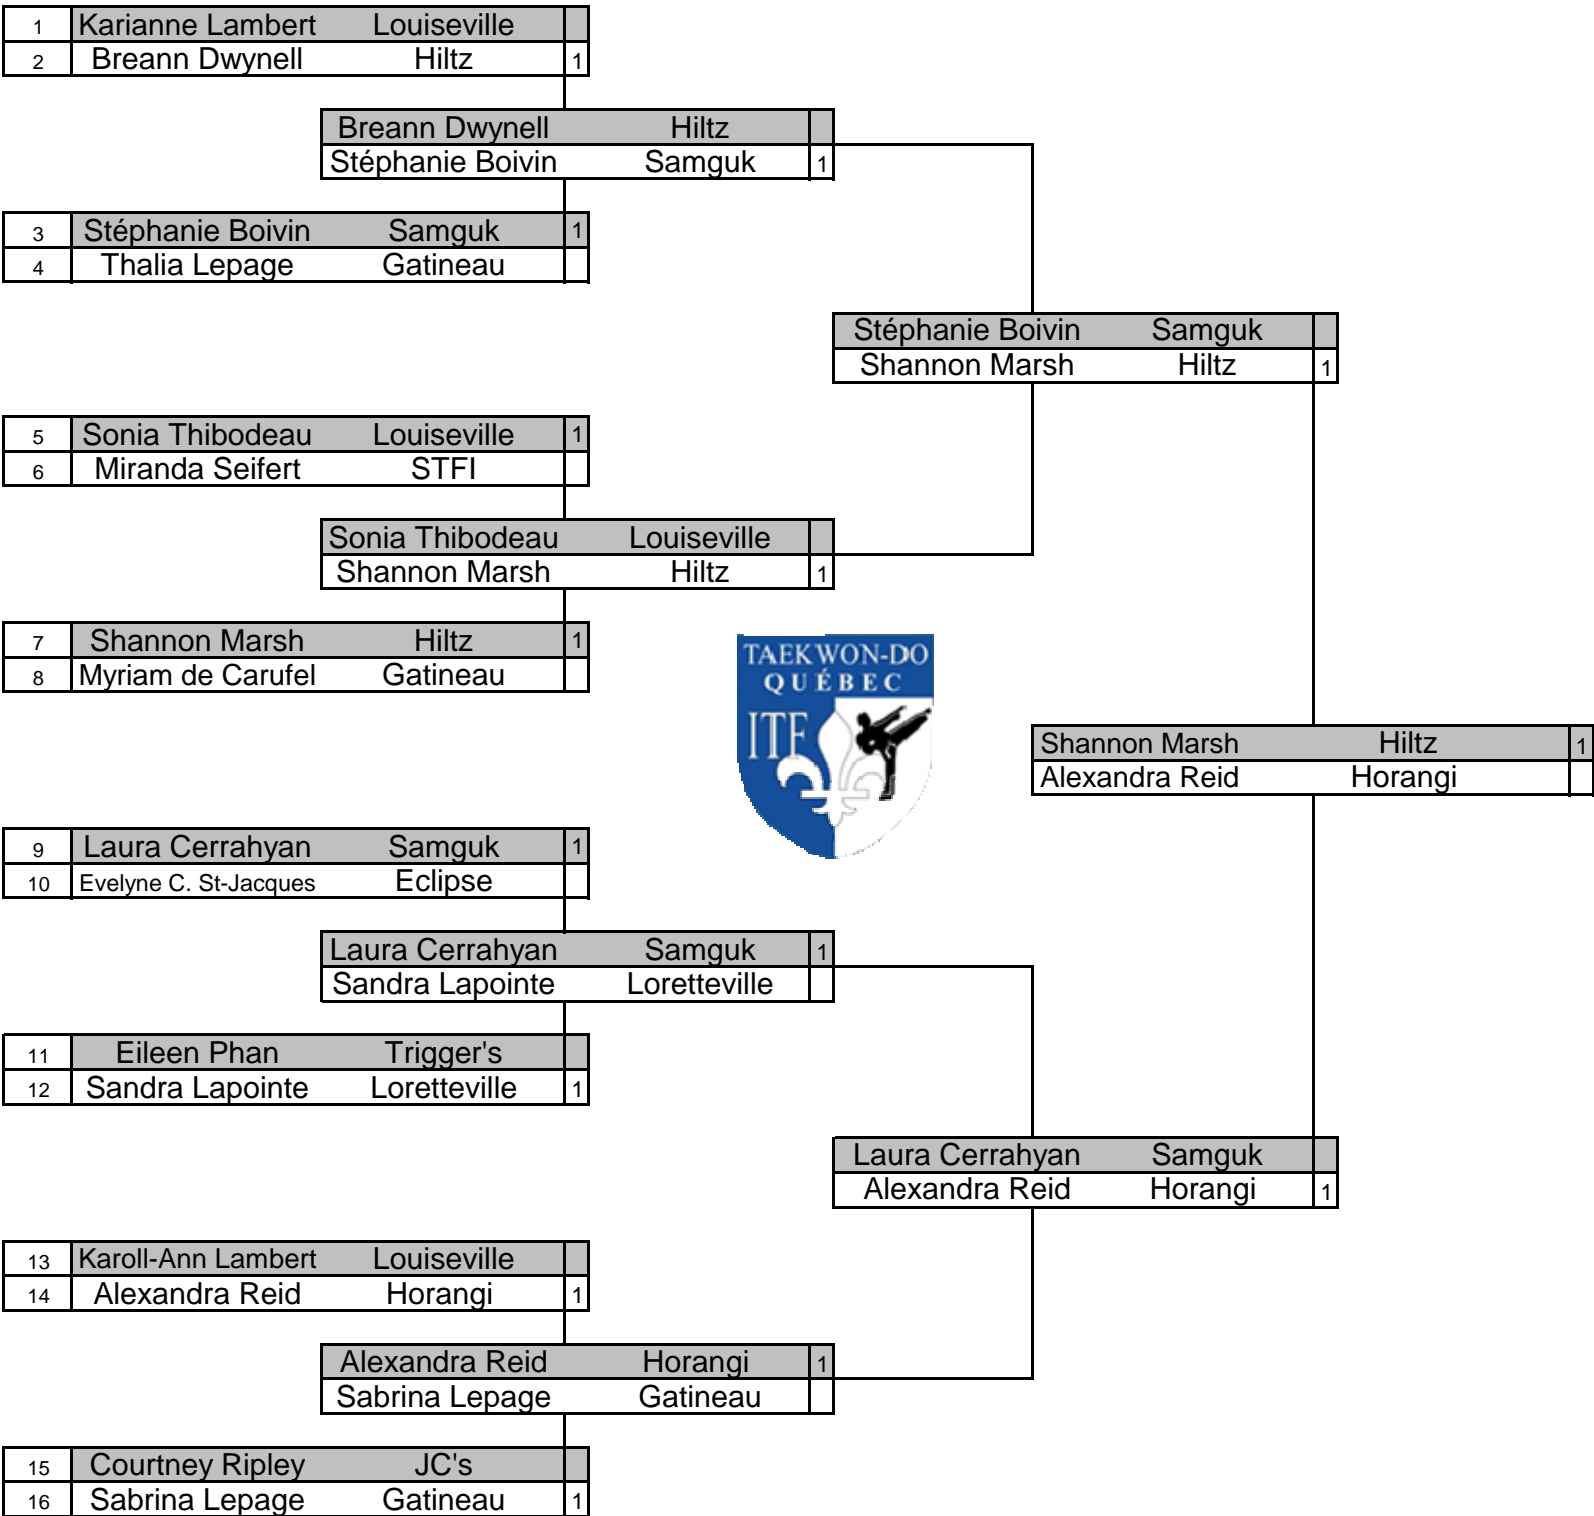 1 Karianne Lambert Louiseville
2 Breann Dwynell Hiltz 1
Breann Dwynell Hiltz
Stéphanie Boivin Samguk 1
3 Stéphanie Boivin Samguk 1
4 Thalia Lepage Gatineau
Stéphanie Boivin Samguk
Shannon Marsh Hiltz 1
5 Sonia Thibodeau Louiseville 1
6 Miranda Seifert STFI
Sonia Thibodeau Louiseville
Shannon Marsh Hiltz 1
7 Shannon Marsh Hiltz 1
8 Myriam de Carufel Gatineau
TAEKWON-DO
QUÉBEC
ITF
Shannon Marsh Hiltz 1
Alexandra Reid Horangi
9 Laura Cerrahyan Samguk 1
10 Evelyne C. St-Jacques Eclipse
Laura Cerrahyan Samguk 1
Sandra Lapointe Loretteville
11 Eileen Phan Trigger's
12 Sandra Lapointe Loretteville 1
Laura Cerrahyan Samguk
Alexandra Reid Horangi 1
13 Karoll-Ann Lambert Louiseville
14 Alexandra Reid Horangi 1
Alexandra Reid Horangi 1
Sabrina Lepage Gatineau
15 Courtney Ripley JC's
16 Sabrina Lepage Gatineau 1